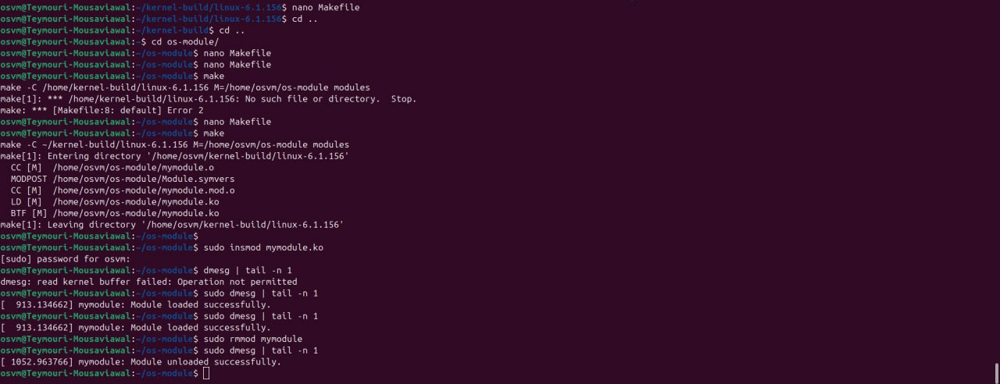 osvm@Teymouri-Mousaviawal:~/kernel-build/linux-6.1.156$ nano Makefile
osvm@Teymouri-Mousaviawal:~/kernel-build/linux-6.1.156$ cd ..
osvm@Teymouri-Mousaviawal:~/kernel-build$ cd ..
osvm@Teymouri-Mousaviawal:~$ cd os-module/
osvm@Teymouri-Mousaviawal:~/os-module$ nano Makefile
osvm@Teymouri-Mousaviawal:~/os-module$ nano Makefile
osvm@Teymouri-Mousaviawal:~/os-module$ make
make -C /home/kernel-build/linux-6.1.156 M=/home/osvm/os-module modules
make[1]: *** /home/kernel-build/linux-6.1.156: No such file or directory.  Stop.
make: *** [Makefile:8: default] Error 2
osvm@Teymouri-Mousaviawal:~/os-module$ nano Makefile
osvm@Teymouri-Mousaviawal:~/os-module$ make
make -C ~/kernel-build/linux-6.1.156 M=/home/osvm/os-module modules
make[1]: Entering directory '/home/osvm/kernel-build/linux-6.1.156'
  CC [M]  /home/osvm/os-module/mymodule.o
  MODPOST /home/osvm/os-module/Module.symvers
  CC [M]  /home/osvm/os-module/mymodule.mod.o
  LD [M]  /home/osvm/os-module/mymodule.ko
  BTF [M] /home/osvm/os-module/mymodule.ko
make[1]: Leaving directory '/home/osvm/kernel-build/linux-6.1.156'
osvm@Teymouri-Mousaviawal:~/os-module$
osvm@Teymouri-Mousaviawal:~/os-module$ sudo insmod mymodule.ko
[sudo] password for osvm:
osvm@Teymouri-Mousaviawal:~/os-module$ dmesg | tail -n 1
dmesg: read kernel buffer failed: Operation not permitted
osvm@Teymouri-Mousaviawal:~/os-module$ sudo dmesg | tail -n 1
[  913.134662] mymodule: Module loaded successfully.
osvm@Teymouri-Mousaviawal:~/os-module$ sudo dmesg | tail -n 1
[  913.134662] mymodule: Module loaded successfully.
osvm@Teymouri-Mousaviawal:~/os-module$ sudo rmmod mymodule
osvm@Teymouri-Mousaviawal:~/os-module$ sudo dmesg | tail -n 1
[ 1052.963766] mymodule: Module unloaded successfully.
osvm@Teymouri-Mousaviawal:~/os-module$